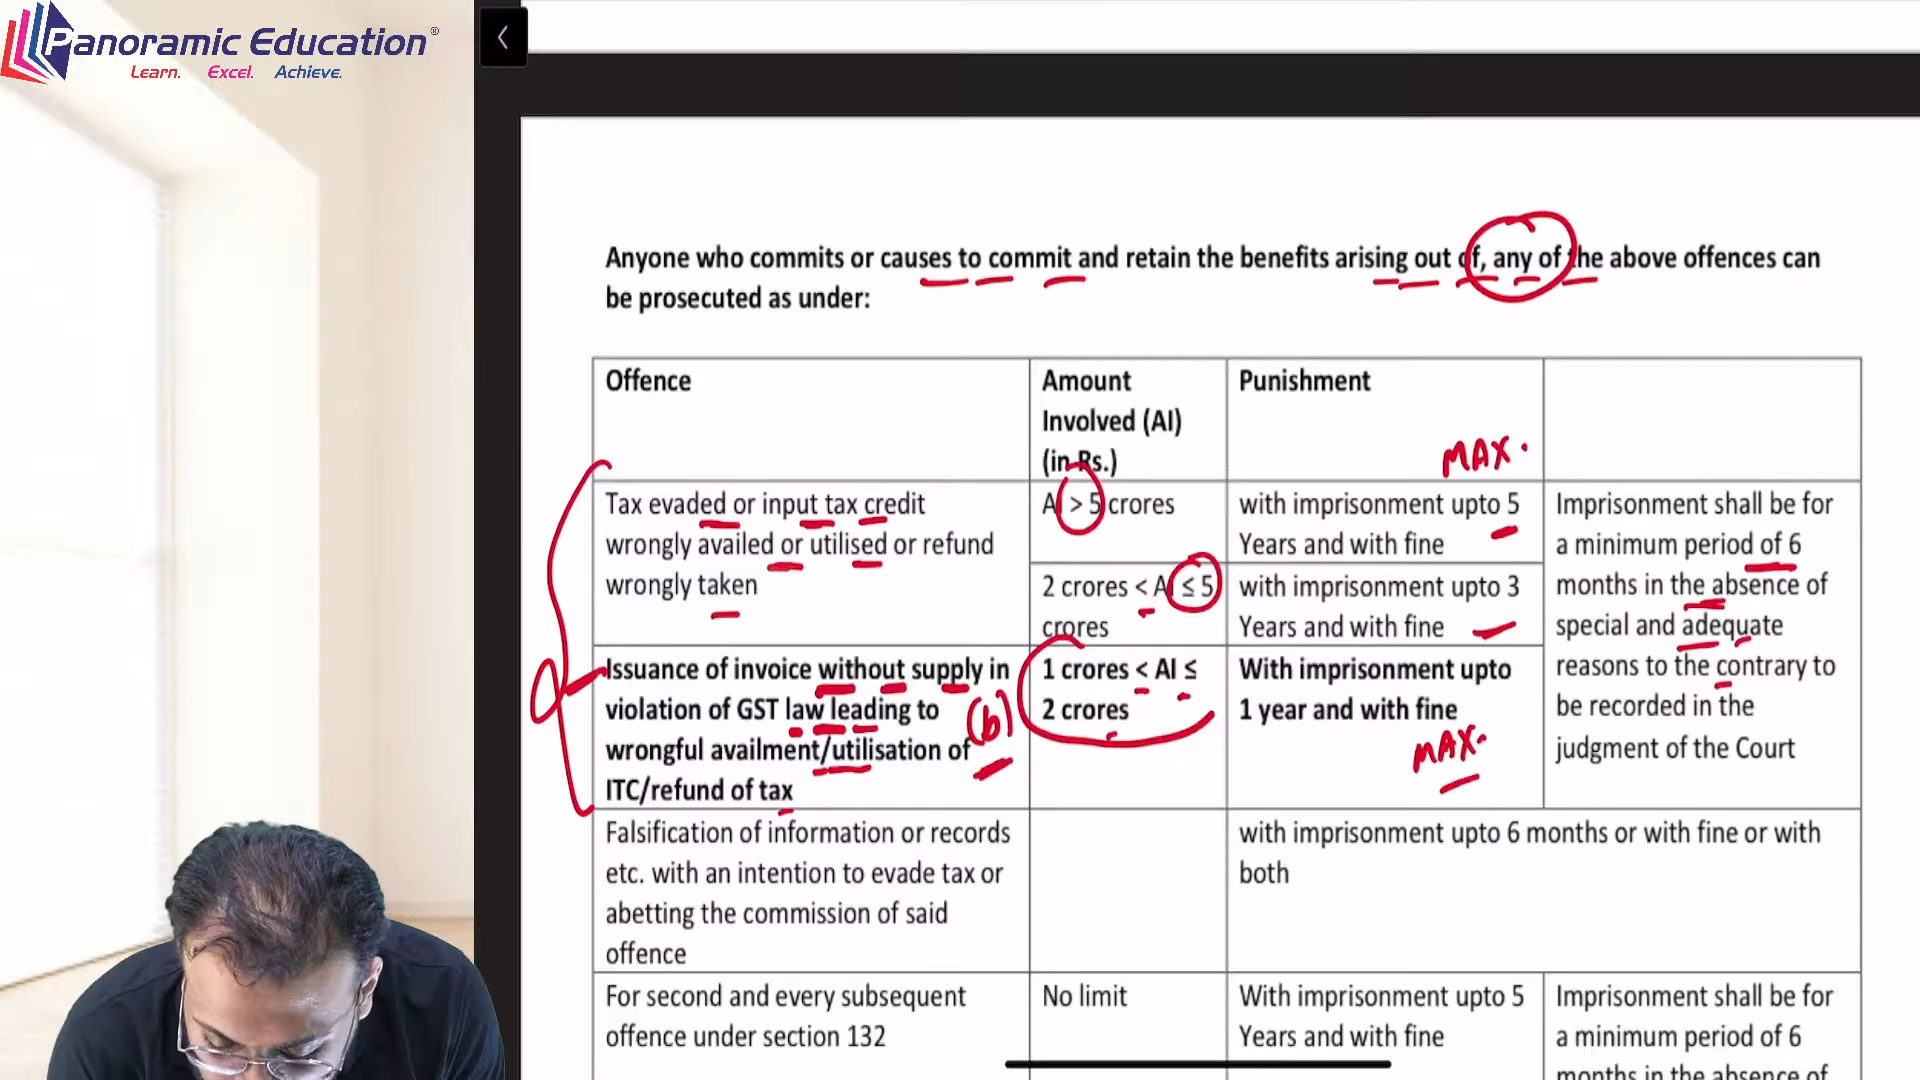 Panoramic Education®
Learn. Excel. Achieve.
Anyone who commits or causes to commit and retain the benefits arising out of, any of the above offences can
be prosecuted as under:
Offence
Amount
Involved (AI)
(in Rs.)
Punishment
MAX.
Tax evaded or input tax credit
wrongly availed or utilised or refund
wrongly taken
AI > 5 crores
with imprisonment upto 5
Years and with fine
2 crores < AI ≤ 5
crores
with imprisonment upto 3
Years and with fine
Imprisonment shall be for
a minimum period of 6
months in the absence of
special and adequate
reasons to the contrary to
be recorded in the
judgment of the Court
Issuance of invoice without supply in
violation of GST law leading to
wrongful availment/utilisation of
ITC/refund of tax
(b)
1 crores < AI ≤
2 crores
With imprisonment upto
1 year and with fine
MAX.
Falsification of information or records
etc. with an intention to evade tax or
abetting the commission of said
offence
with imprisonment upto 6 months or with fine or with
both
For second and every subsequent
offence under section 132
No limit
With imprisonment upto 5
Years and with fine
Imprisonment shall be for
a minimum period of 6
months in the absence of